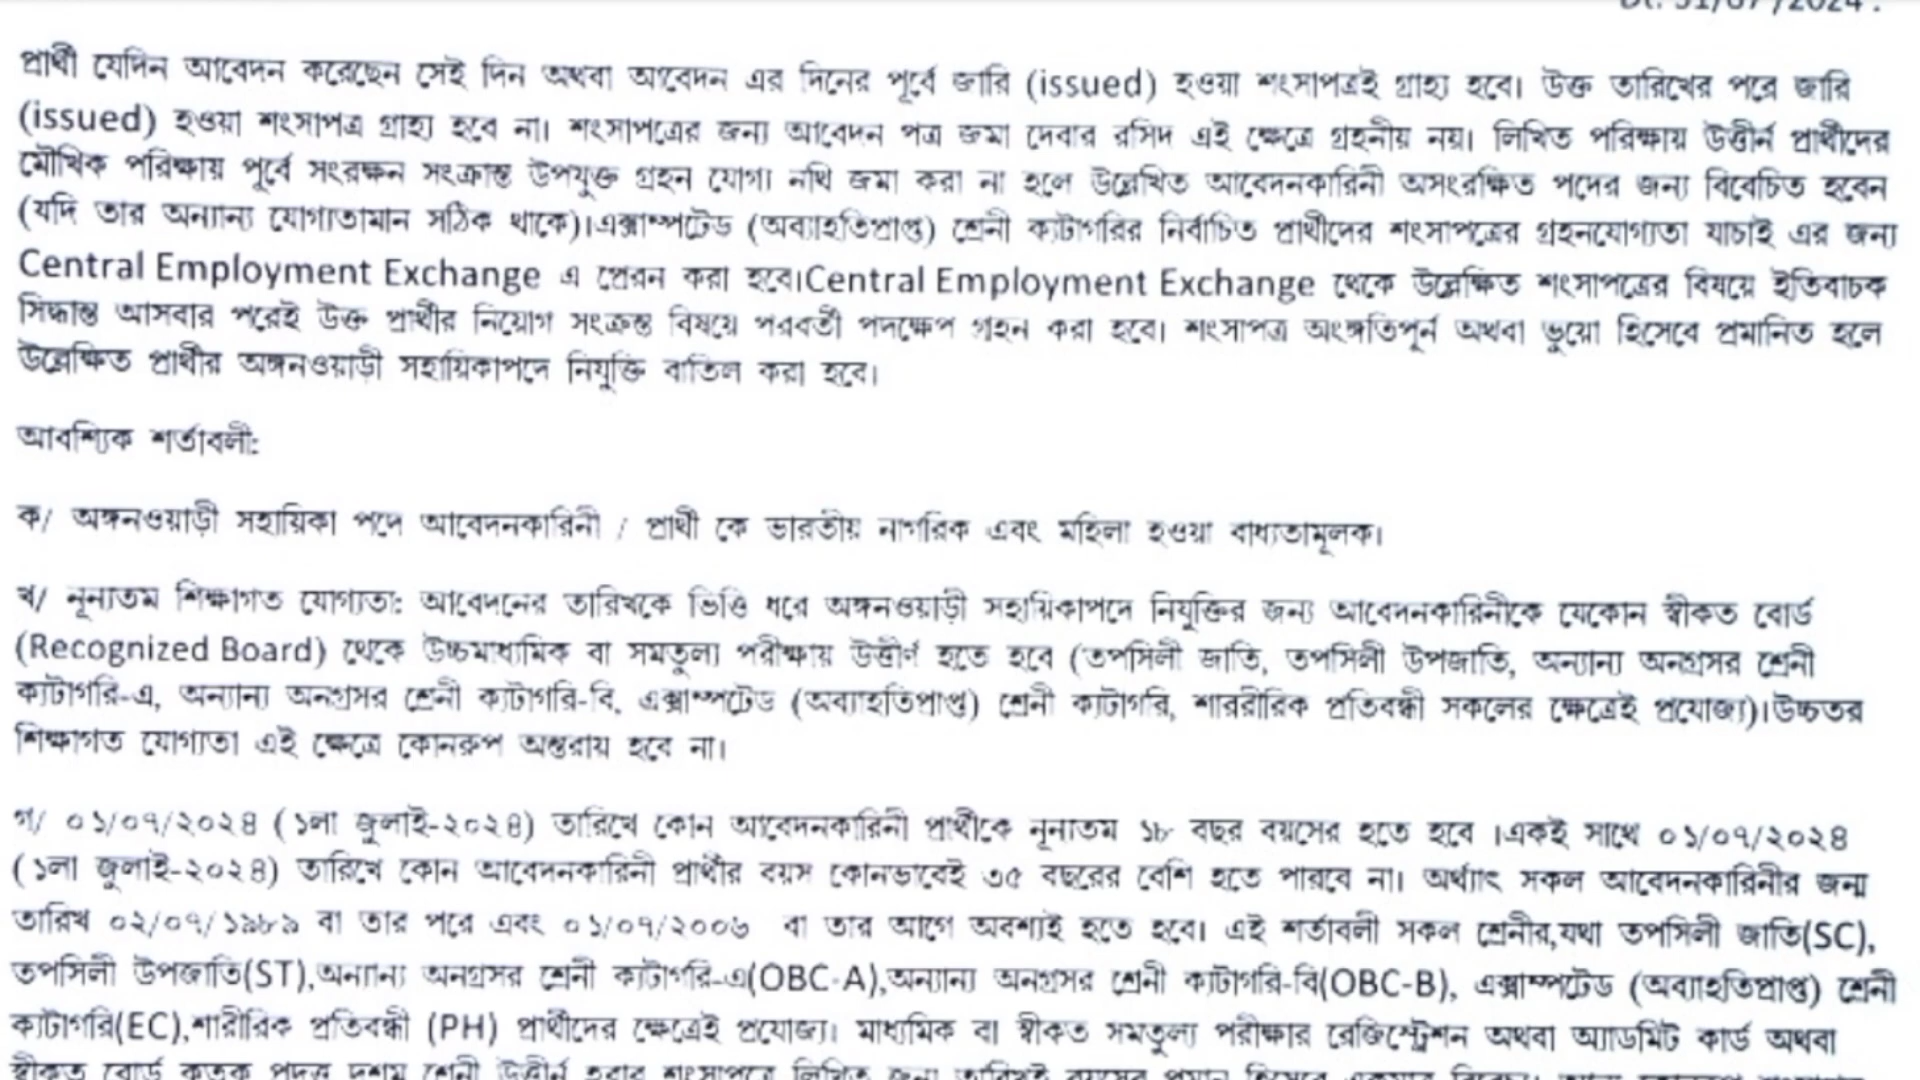 প্রার্থী যেদিন আবেদন করেছেন সেই দিন অথবা আবেদন এর দিনের পূর্বে জারি (issued) হওয়া শংসাপত্রই গ্রাহ্য হবে। উক্ত তারিখের পরে জারি
(issued) হওয়া শংসাপত্র গ্রাহ্য হবে না। শংসাপত্রের জন্য আবেদন পত্র জমা দেবার রসিদ এই ক্ষেত্রে গ্রহনীয় নয়। লিখিত পরিক্ষায় উত্তীর্ন প্রার্থীদের
মৌখিক পরিক্ষায় পূর্বে সংরক্ষন সংক্রান্ত উপযুক্ত গ্রহন যোগ্য নথি জমা করা না হলে উল্লেখিত আবেদনকারিনী অসংরক্ষিত পদের জন্য বিবেচিত হবেন
(যদি তার অন্যান্য যোগ্যতামান সঠিক থাকে)।এক্সাম্পটেড (অব্যাহতিপ্রাপ্ত) শ্রেনী ক্যটাগরির নির্বাচিত প্রার্থীদের শংসাপত্রের গ্রহনযোগ্যতা যাচাই এর জন্য
Central Employment Exchange এ প্রেরন করা হবে।Central Employment Exchange থেকে উল্লেক্ষিত শংসাপত্রের বিষয়ে ইতিবাচক
সিদ্ধান্ত আসবার পরেই উক্ত প্রার্থীর নিয়োগ সংক্রন্ত বিষয়ে পরবর্তী পদক্ষেপ গ্রহন করা হবে। শংসাপত্র অংঙ্গতিপূর্ন অথবা ভুয়ো হিসেবে প্রমানিত হলে
উল্লেক্ষিত প্রার্থীর অঙ্গনওয়াড়ী সহায়িকাপদে নিযুক্তি বাতিল করা হবে।
আবশ্যিক শর্তাবলী:
ক/ অঙ্গনওয়াড়ী সহায়িকা পদে আবেদনকারিনী / প্রার্থী কে ভারতীয় নাগরিক এবং মহিলা হওয়া বাধ্যতামূলক।
খ/ নূন্যতম শিক্ষাগত যোগ্যতা: আবেদনের তারিখকে ভিত্তি ধরে অঙ্গনওয়াড়ী সহায়িকাপদে নিযুক্তির জন্য আবেদনকারিনীকে যেকোন স্বীকত বোর্ড
(Recognized Board) থেকে উচ্চমাধ্যমিক বা সমতুল্য পরীক্ষায় উত্তীর্ণ হতে হবে (তপসিলী জাতি, তপসিলী উপজাতি, অন্যান্য অনগ্রসর শ্রেনী
ক্যটাগরি-এ, অন্যান্য অনগ্রসর শ্রেনী ক্যটাগরি-বি, এক্সাম্পটেড (অব্যাহতিপ্রাপ্ত) শ্রেনী ক্যটাগরি, শাররীরিক প্রতিবন্ধী সকলের ক্ষেত্রেই প্রযোজ্য)।উচ্চতর
শিক্ষাগত যোগ্যতা এই ক্ষেত্রে কোনরুপ অন্তরায় হবে না।
গ/ ০১/০৭/২০২৪ (১লা জুলাই-২০২৪) তারিখে কোন আবেদনকারিনী প্রার্থীকে নূন্যতম ১৮ বছর বয়সের হতে হবে ।একই সাথে ০১/০৭/২০২৪
(১লা জুলাই-২০২৪) তারিখে কোন আবেদনকারিনী প্রার্থীর বয়স কোনভাবেই ৩৫ বছরের বেশি হতে পারবে না। অর্থ্যাৎ সকল আবেদনকারিনীর জন্ম
তারিখ ০২/০৭/১৯৮৯ বা তার পরে এবং ০১/০৭/২০০৬ বা তার আগে অবশ্যই হতে হবে। এই শর্তাবলী সকল শ্রেনীর,যথা তপসিলী জাতি(SC),
তপসিলী উপজাতি(ST),অন্যান্য অনগ্রসর শ্রেনী ক্যটাগরি-এ(OBC-A),অন্যান্য অনগ্রসর শ্রেনী ক্যটাগরি-বি(OBC-B), এক্সাম্পটেড (অব্যাহতিপ্রাপ্ত) শ্রেনী
ক্যটাগরি(EC),শারীরিক প্রতিবন্ধী (PH) প্রার্থীদের ক্ষেত্রেই প্রযোজ্য। মাধ্যমিক বা স্বীকত সমতুল্য পরীক্ষার রেজিস্ট্রেশন অথবা অ্যাডমিট কার্ড অথবা